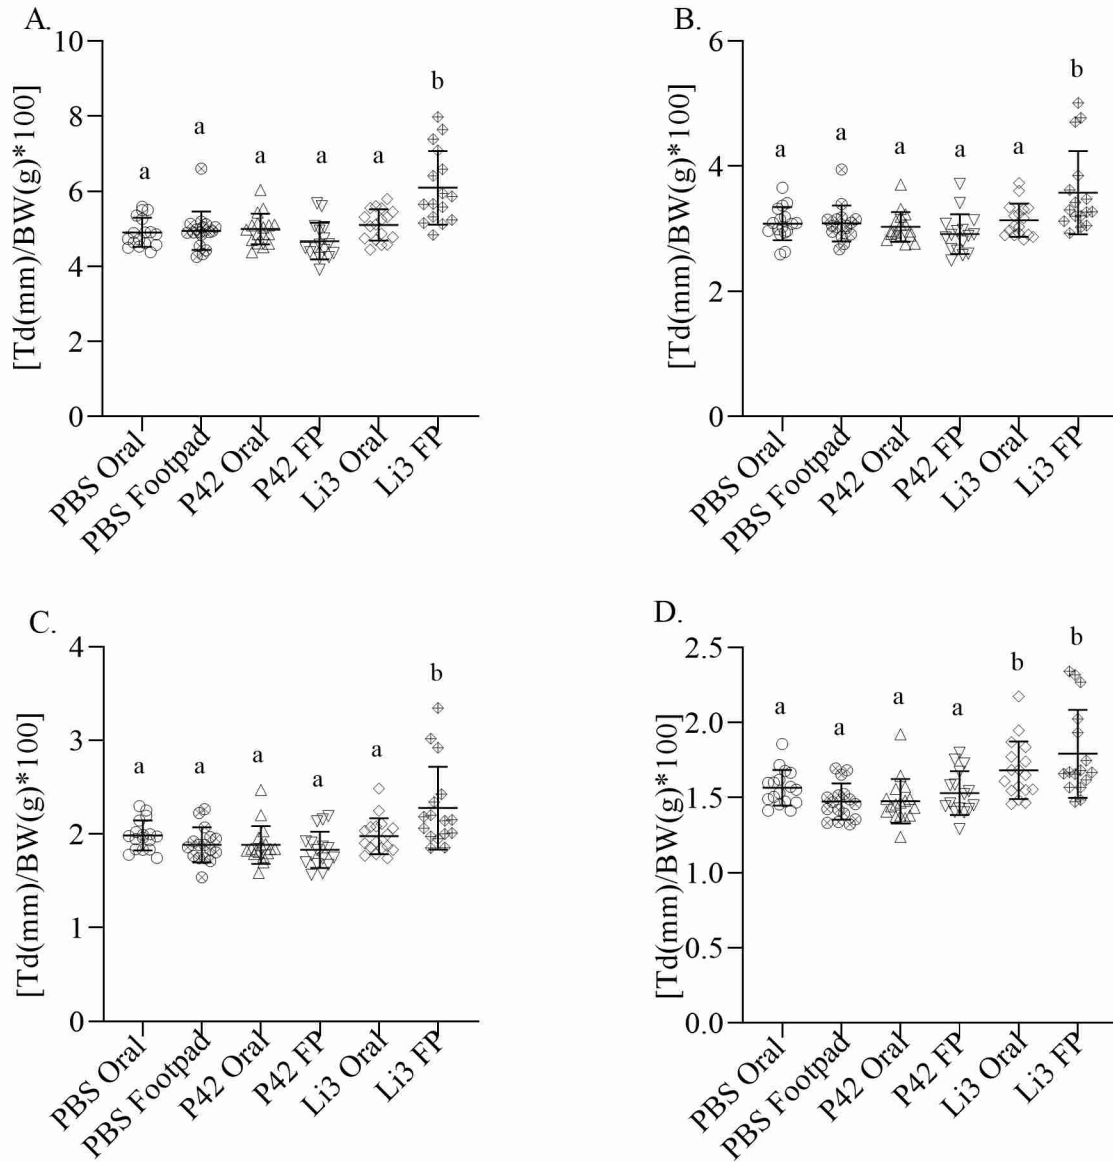 A.
[Td(mm)/BW(g)*100]
10
8
6
4
2
0
a
a
a
a
a
b
PBS Oral
PBS Footpad
P42 Oral
P42 FP
Li3 Oral
Li3 FP
B.
[Td(mm)/BW(g)*100]
6
4
2
0
a
a
a
a
a
b
PBS Oral
PBS Footpad
P42 Oral
P42 FP
Li3 Oral
Li3 FP
C.
[Td(mm)/BW(g)*100]
4
3
2
1
0
a
a
a
a
a
b
PBS Oral
PBS Footpad
P42 Oral
P42 FP
Li3 Oral
Li3 FP
D.
[Td(mm)/BW(g)*100]
2.5
2.0
1.5
1.0
0.5
0.0
a
a
a
a
b
b
PBS Oral
PBS Footpad
P42 Oral
P42 FP
Li3 Oral
Li3 FP